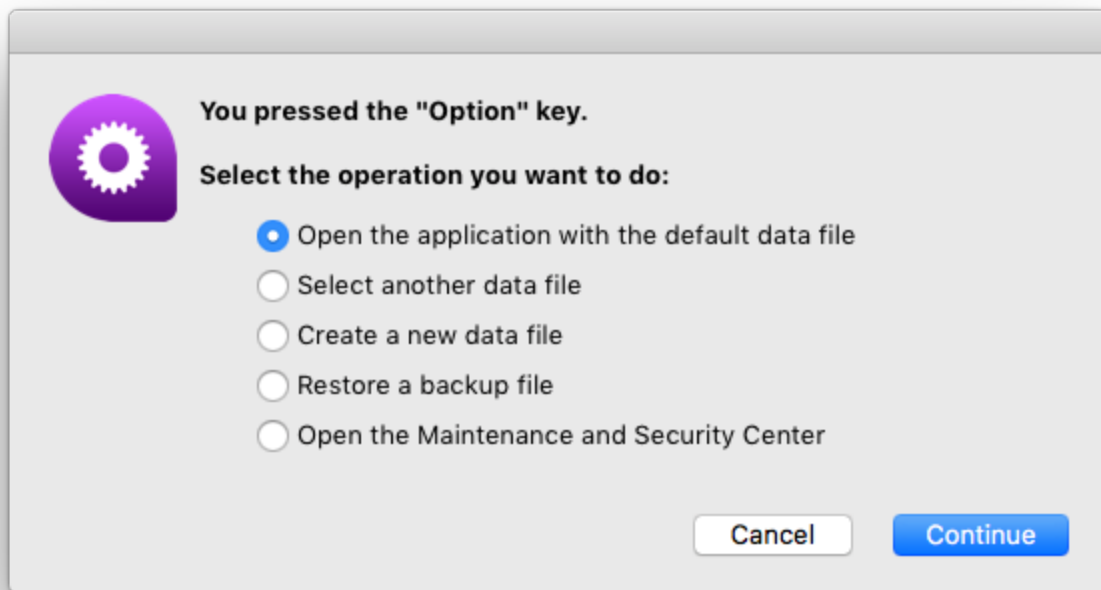 You pressed the "Option" key.
Select the operation you want to do:
Open the application with the default data file
Select another data file
Create a new data file
Restore a backup file
Open the Maintenance and Security Center
Cancel
Continue